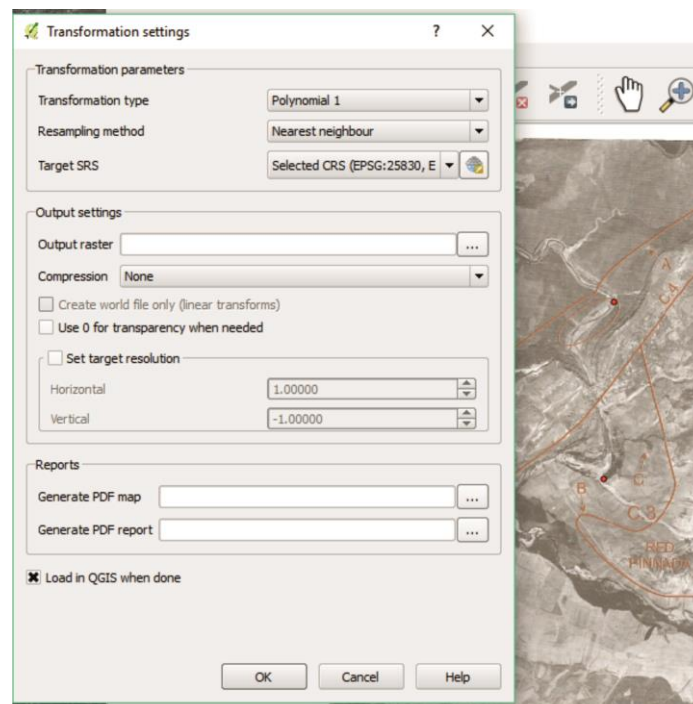 Transformation settings
?
Transformation parameters
Transformation type Polynomial 1
Resampling method Nearest neighbour
Target SRS Selected CRS (EPSG:25830, E
Output settings
Output raster ...
Compression None
Create world file only (linear transforms)
Use 0 for transparency when needed
Set target resolution
Horizontal 1.00000
Vertical -1.00000
Reports
Generate PDF map ...
Generate PDF report ...
Load in QGIS when done
OK Cancel Help
A
CA
B
C
C.3
RED